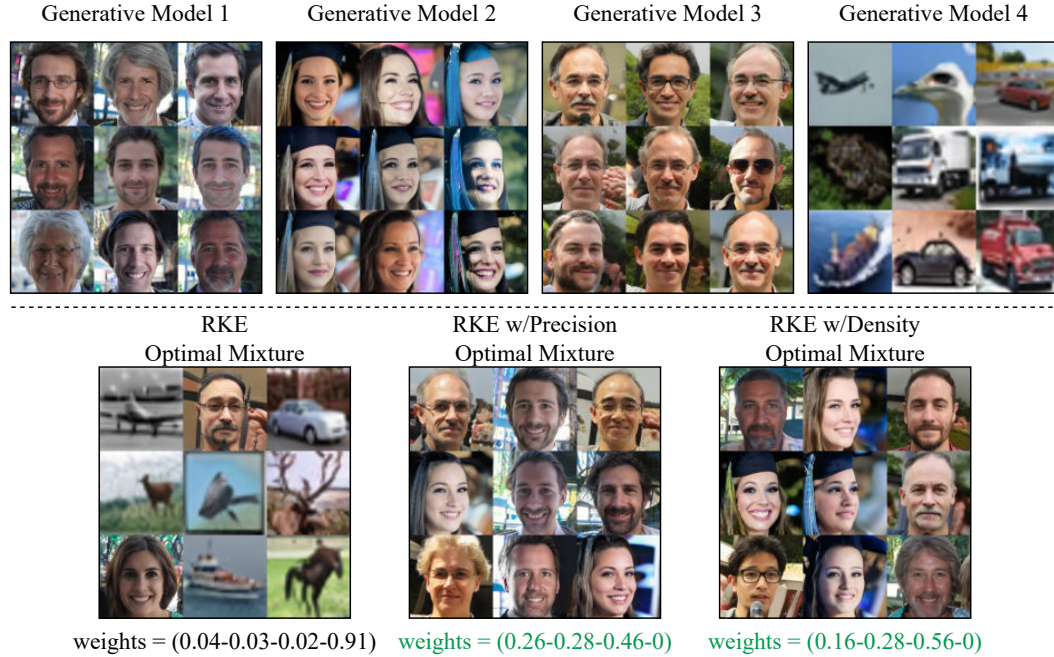 Generative Model 1
Generative Model 2
Generative Model 3
Generative Model 4
RKE
Optimal Mixture
RKE w/Precision
Optimal Mixture
RKE w/Density
Optimal Mixture
weights = (0.04-0.03-0.02-0.91)
weights = (0.26-0.28-0.46-0)
weights = (0.16-0.28-0.56-0)